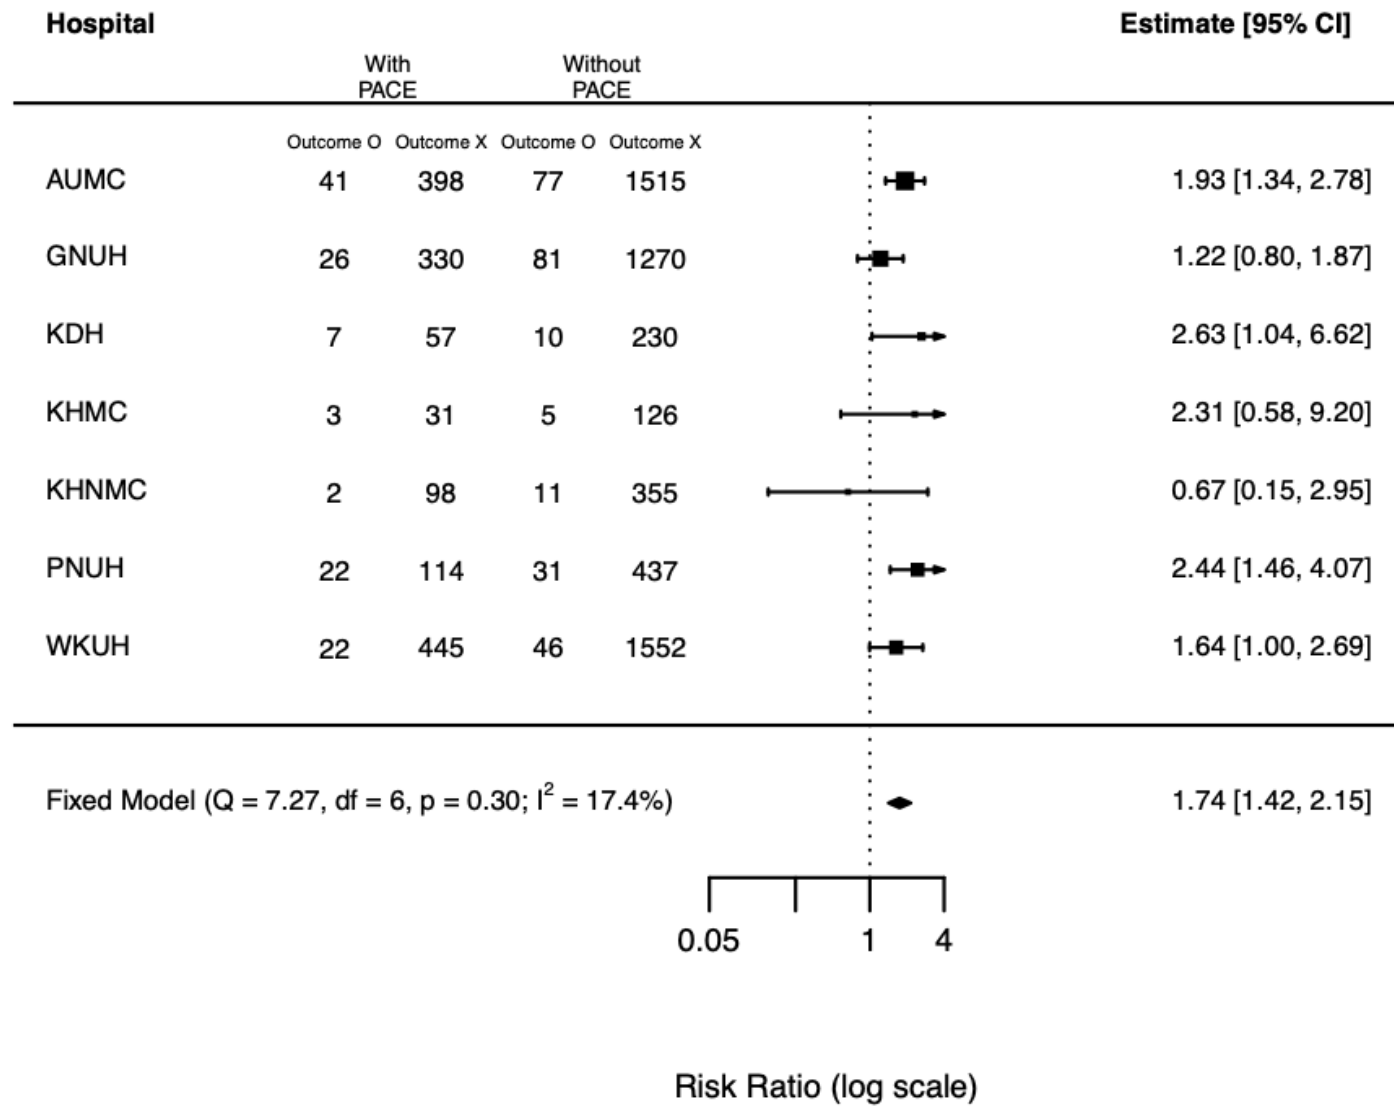 Hospital Estimate [95% CI]
With Without
PACE PACE
Outcome O Outcome X Outcome O Outcome X
AUMC 41 398 77 1515 1.93 [1.34, 2.78]
GNUH 26 330 81 1270 1.22 [0.80, 1.87]
KDH 7 57 10 230 2.63 [1.04, 6.62]
KHMC 3 31 5 126 2.31 [0.58, 9.20]
KHNMC 2 98 11 355 0.67 [0.15, 2.95]
PNUH 22 114 31 437 2.44 [1.46, 4.07]
WKUH 22 445 46 1552 1.64 [1.00, 2.69]
Fixed Model (Q = 7.27, df = 6, p = 0.30; I² = 17.4%) 1.74 [1.42, 2.15]
0.05 1 4
Risk Ratio (log scale)